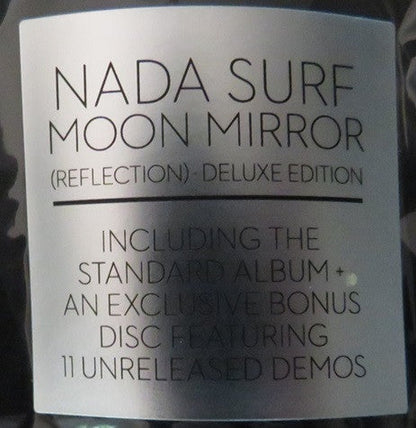 NADA SURF
MOON MIRROR
(REFLECTION) · DELUXE EDITION
INCLUDING THE
STANDARD ALBUM +
AN EXCLUSIVE BONUS
DISC FEATURING
11 UNRELEASED DEMOS